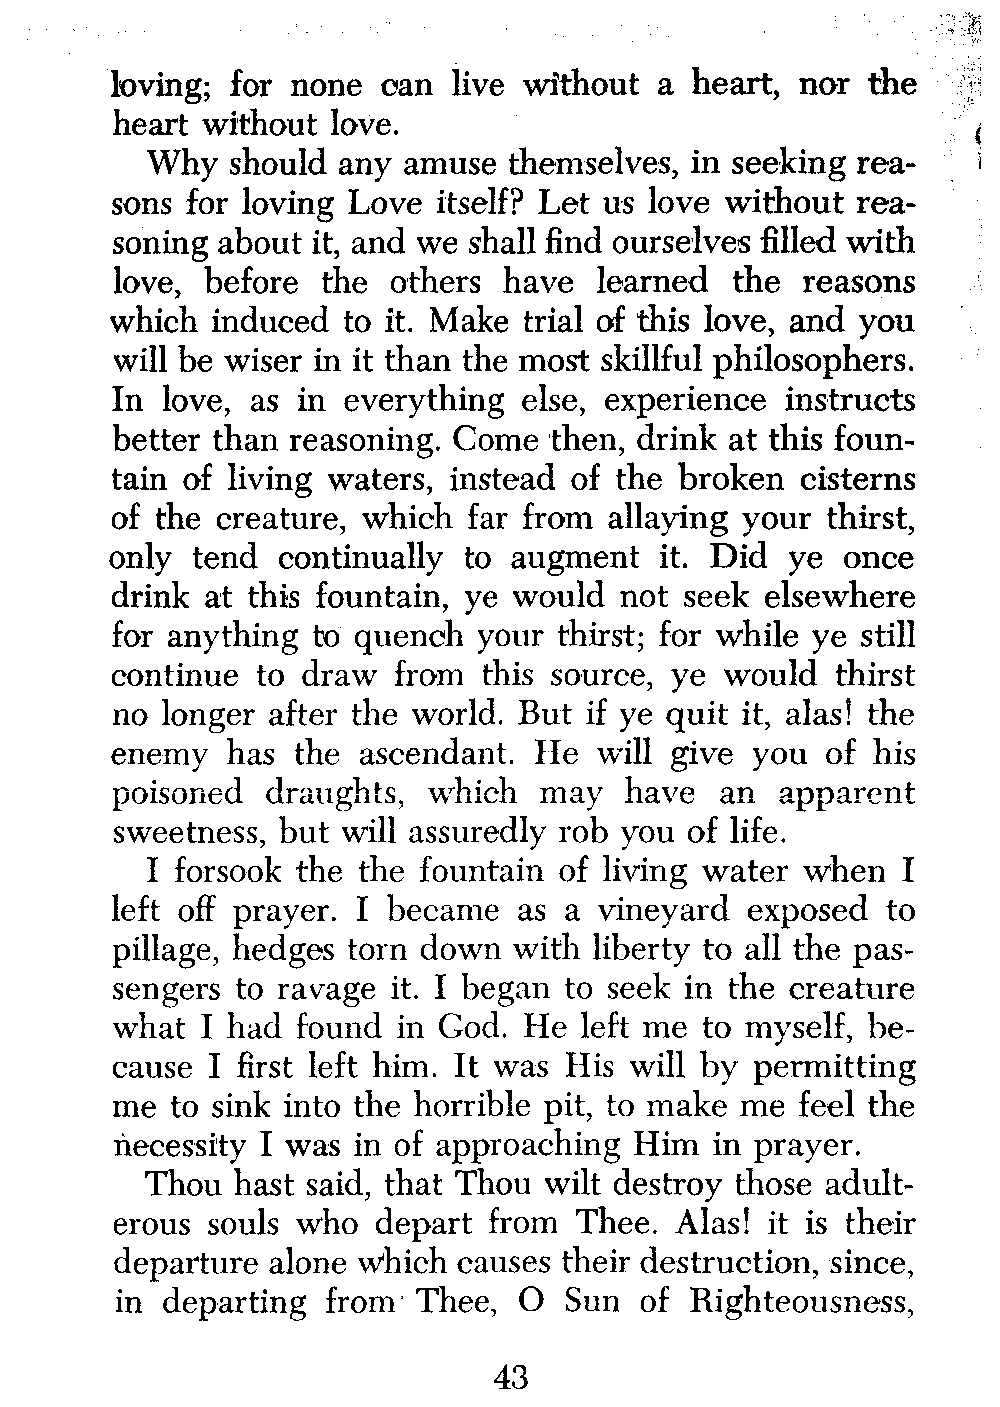 loving; for none can live without a heart, nor the
heart without love.
Why should any amuse themselves, in seeking rea-
sons for loving Love itself? Let us love without rea-
soning about it, and we shall find ourselves filled with
love, before the others have learned the reasons
which induced to it. Make trial of this love, and you
will be wiser in it than the most skillful philosophers.
In love, as in everything else, experience instructs
better than reasoning. Come then, drink at this foun-
tain of living waters, instead of the broken cisterns
of the creature, which far from allaying your thirst,
only tend continually to augment it. Did ye once
drink at this fountain, ye would not seek elsewhere
for anything to quench your thirst; for while ye still
continue to draw from this source, ye would thirst
no longer after the world. But if ye quit it, alas! the
enemy has the ascendant. He will give you of his
poisoned draughts, which may have an apparent
sweetness, but will assuredly rob you of life.
I forsook the the fountain of living water when I
left off prayer. I became as a vineyard exposed to
pillage, hedges torn down with liberty to all the pas-
sengers to ravage it. I began to seek in the creature
what I had found in God. He left me to myself, be-
cause I first left him. It was His will by permitting
me to sink into the horrible pit, to make me feel the
necessity I was in of approaching Him in prayer.
Thou hast said, that Thou wilt destroy those adult-
erous souls who depart from Thee. Alas! it is their
departure alone which causes their destruction, since,
in departing from Thee, O Sun of Righteousness,
43